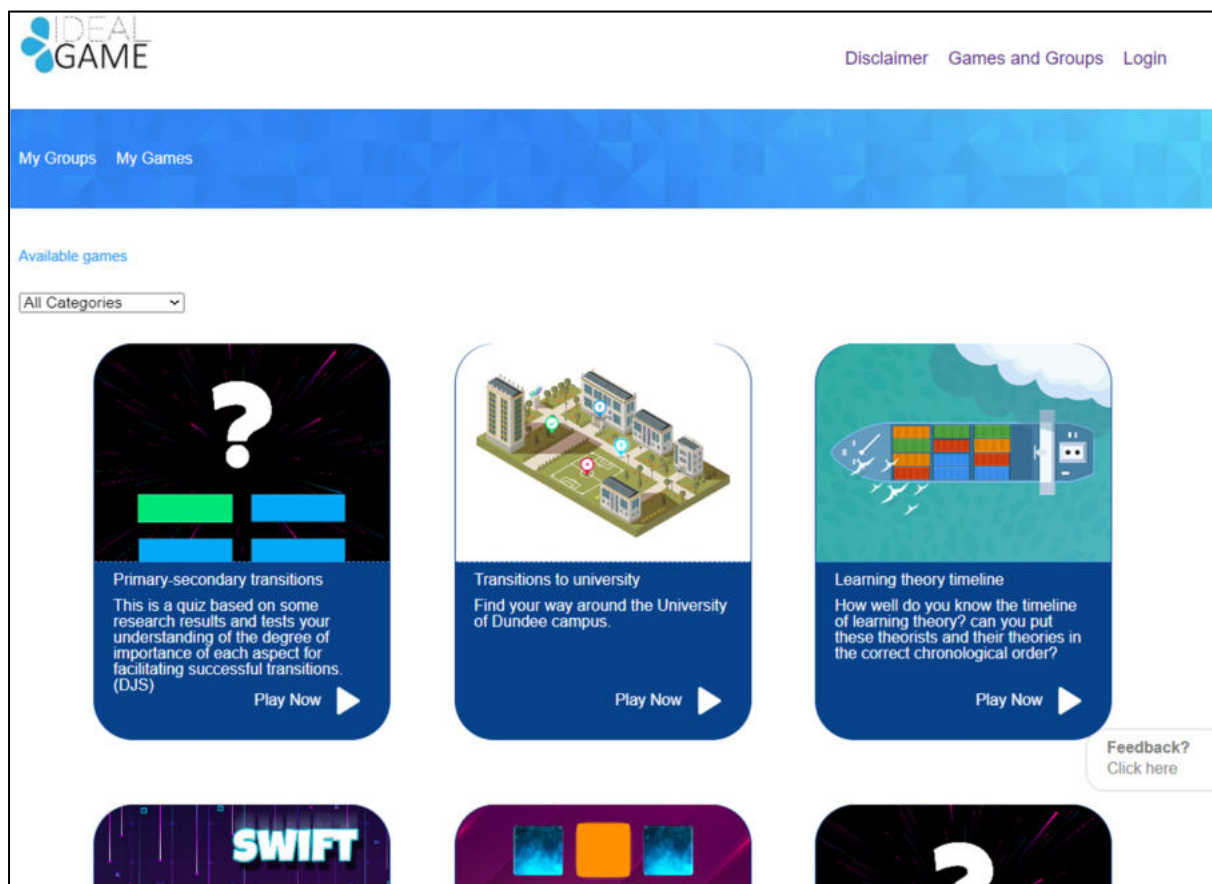 IDEAL
GAME
Disclaimer Games and Groups Login
My Groups My Games
Available games
All Categories
Primary-secondary transitions
This is a quiz based on some
research results and tests your
understanding of the degree of
importance of each aspect for
facilitating successful transitions.
(DJS)
Play Now
Transitions to university
Find your way around the University
of Dundee campus.
Play Now
Learning theory timeline
How well do you know the timeline
of learning theory? can you put
these theorists and their theories in
the correct chronological order?
Play Now
Feedback?
Click here
SWIFT